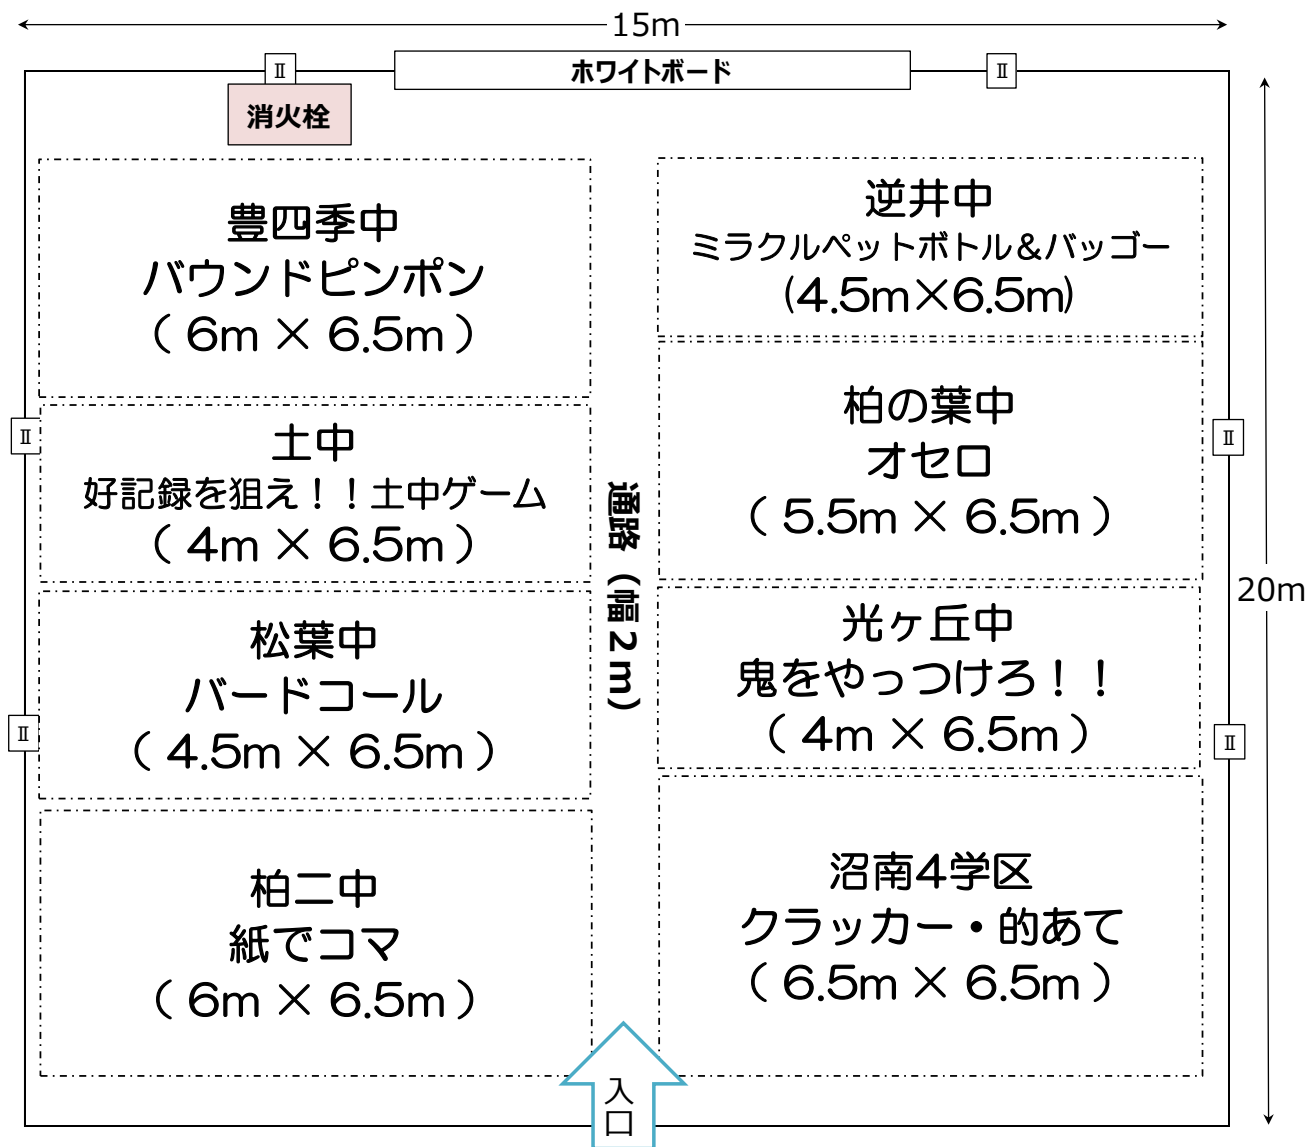 15m
Ⅱ
ホワイトボード
Ⅱ
消火栓
豊四季中
バウンドピンポン
( 6m × 6.5m )
逆井中
ミラクルペットボトル&バッゴー
(4.5m×6.5m)
Ⅱ
土中
好記録を狙え!!土中ゲーム
( 4m × 6.5m )
柏の葉中
オセロ
( 5.5m × 6.5m )
Ⅱ
通路(幅2m)
20m
Ⅱ
松葉中
バードコール
( 4.5m × 6.5m )
光ヶ丘中
鬼をやっつけろ!!
( 4m × 6.5m )
Ⅱ
柏二中
紙でコマ
( 6m × 6.5m )
沼南4学区
クラッカー・的あて
( 6.5m × 6.5m )
入口